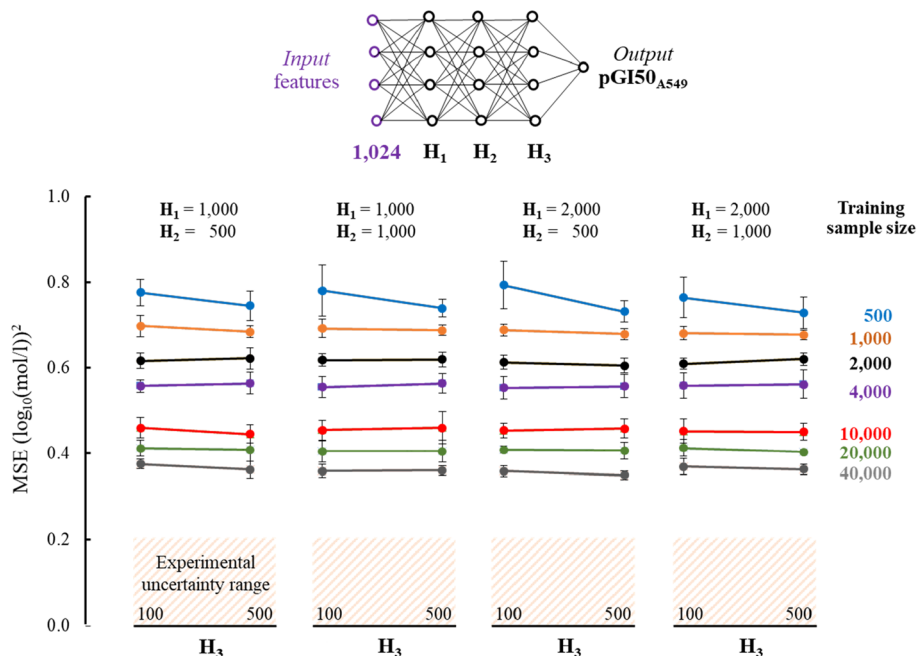 Input
features
Output
pGI50A549
1,024 H1 H2 H3
MSE (log10(mol/l))2
1.0
0.8
0.6
0.4
0.2
0.0
H1 = 1,000
H2 = 500
H1 = 1,000
H2 = 1,000
H1 = 2,000
H2 = 500
H1 = 2,000
H2 = 1,000
Training
sample size
500
1,000
2,000
4,000
10,000
20,000
40,000
Experimental
uncertainty range
100 500
100 500
100 500
100 500
H3 H3 H3 H3